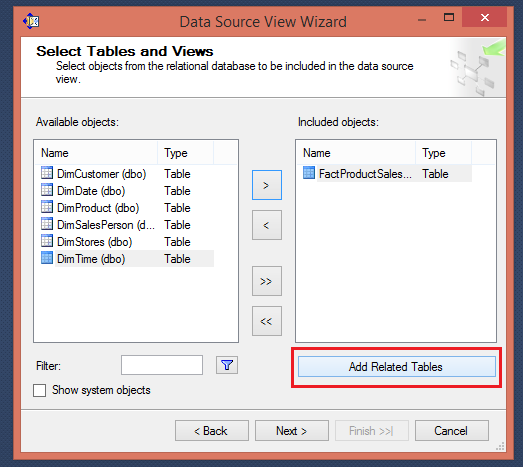 Data Source View Wizard
Select Tables and Views
Select objects from the relational database to be included in the data source
view.
Available objects:
Name Type
DimCustomer (dbo) Table
DimDate (dbo) Table
DimProduct (dbo) Table
DimSalesPerson (d... Table
DimStores (dbo) Table
DimTime (dbo) Table
>
<
>>
<<
Included objects:
Name Type
FactProductSales... Table
Filter:
Add Related Tables
Show system objects
< Back Next > Finish >>| Cancel